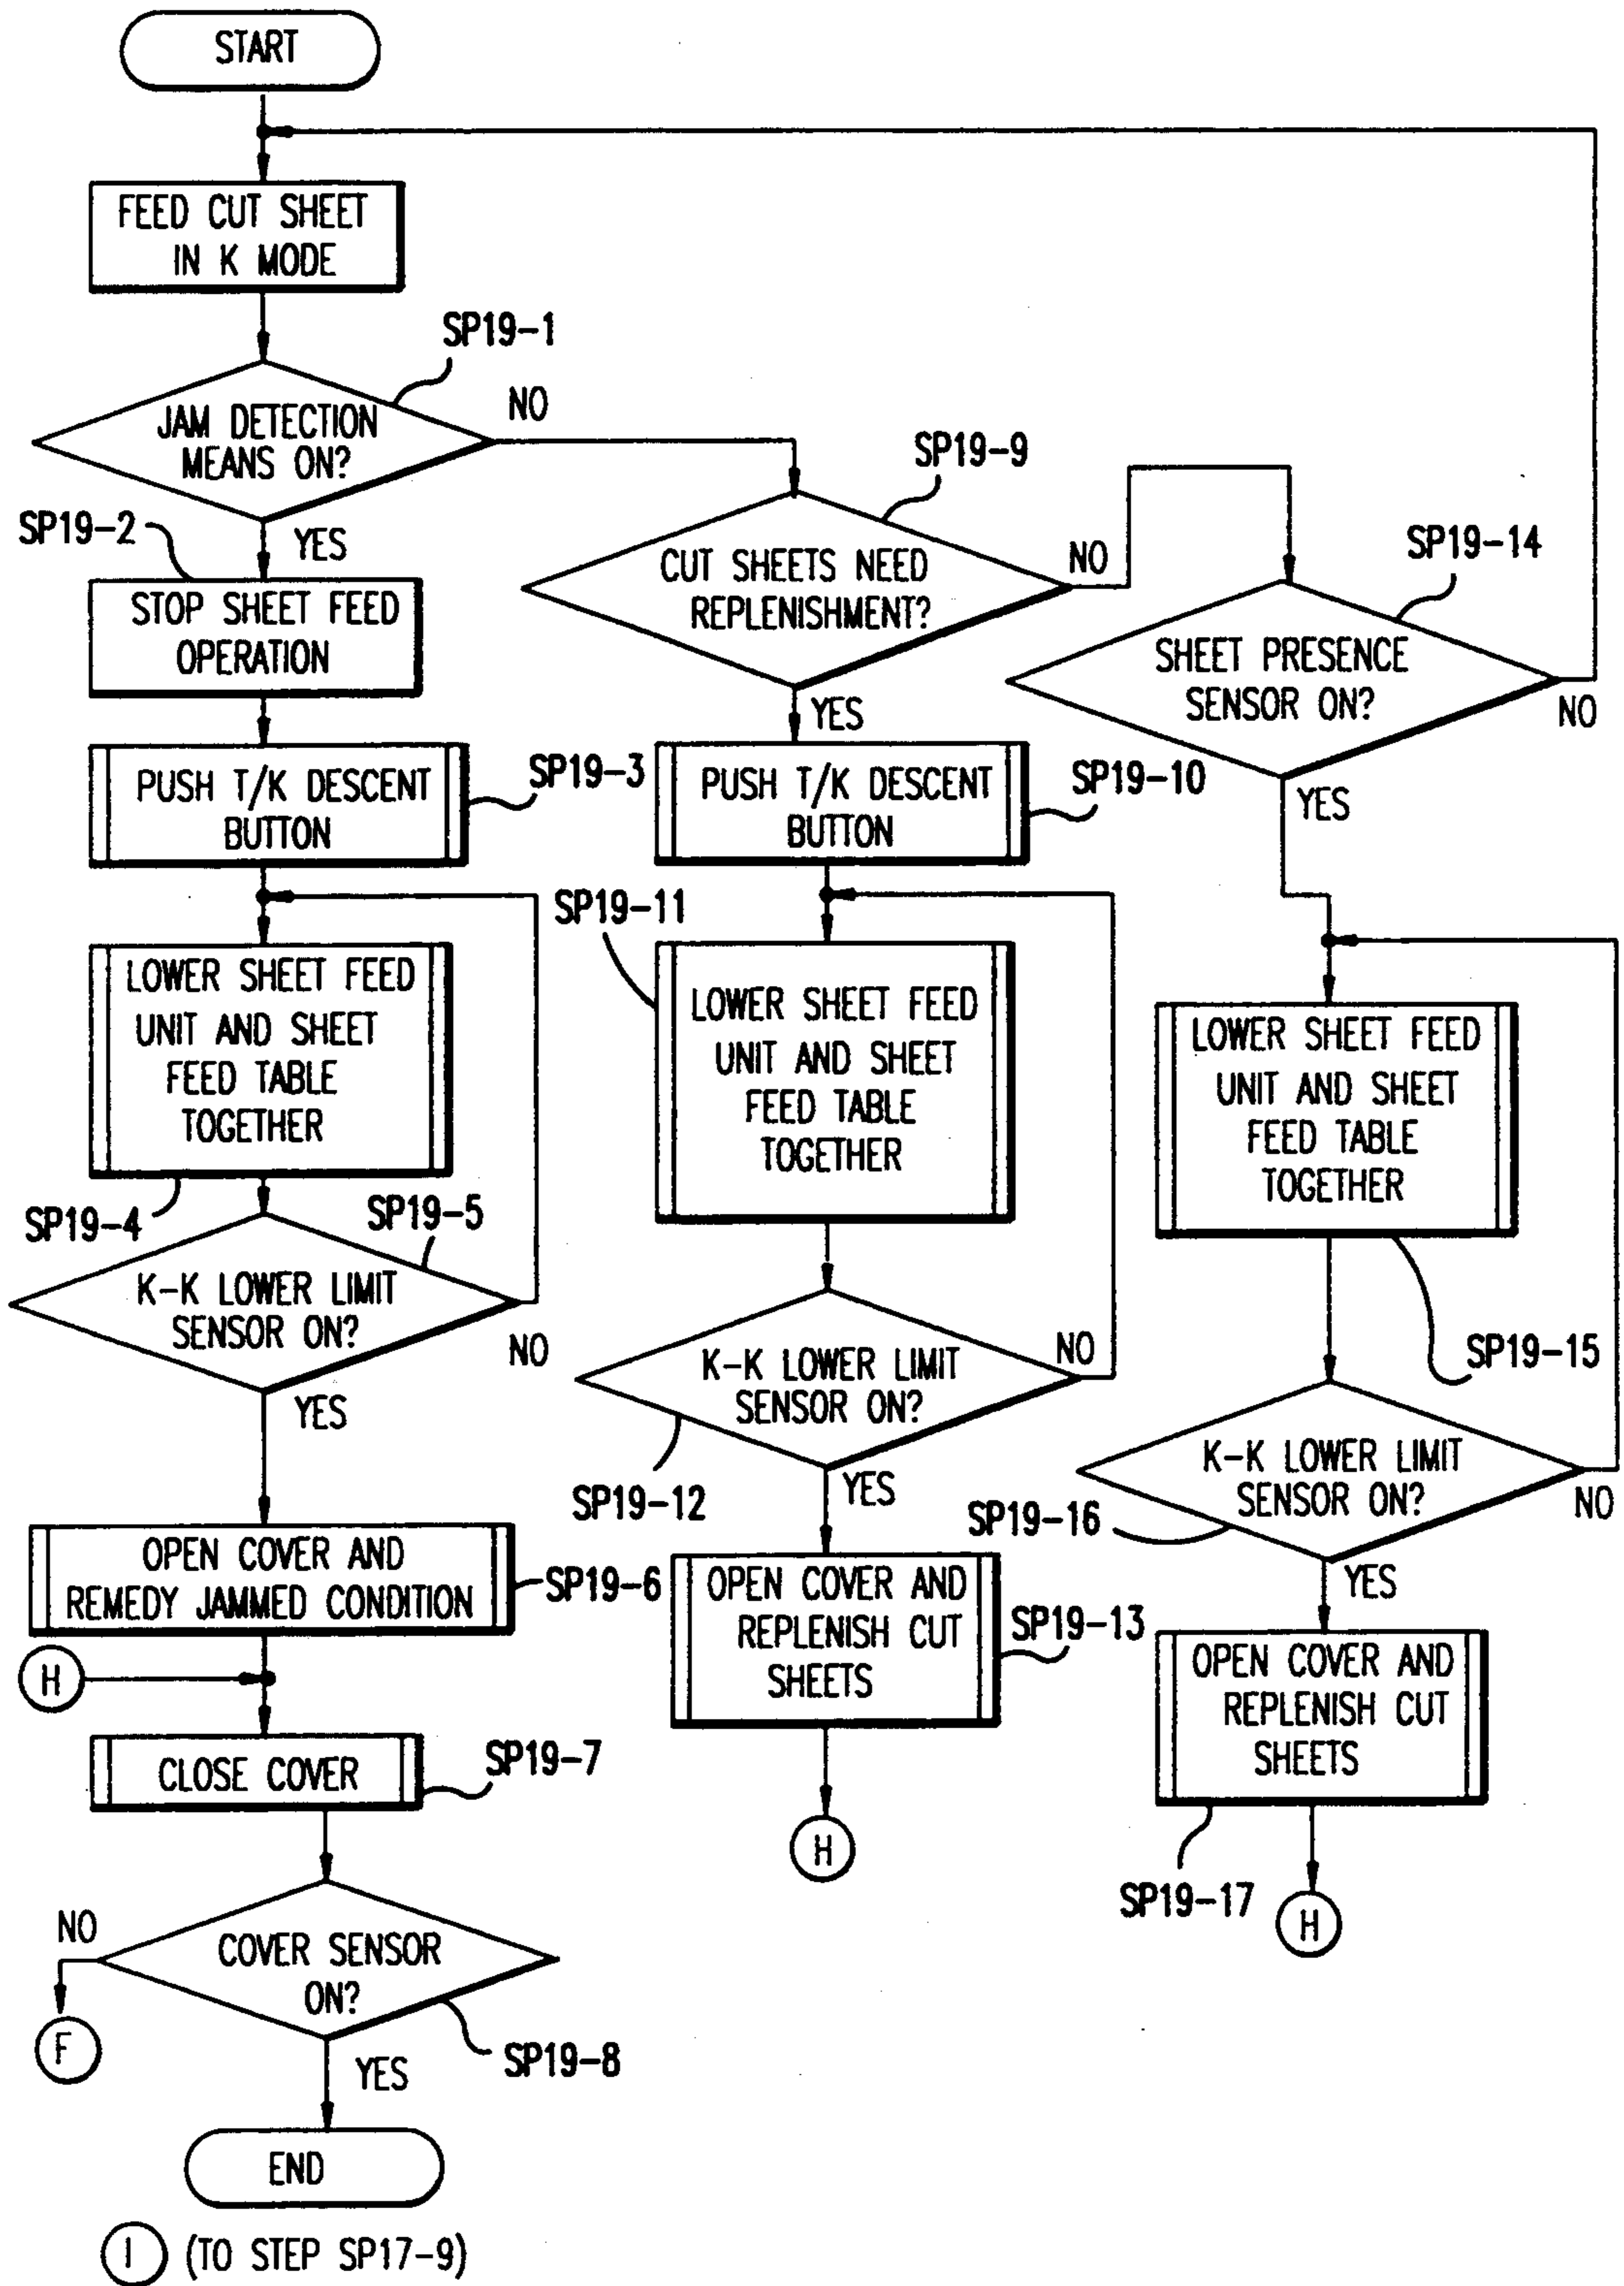 START
FEED CUT SHEET
IN K MODE
SP19-1
JAM DETECTION
MEANS ON?
NO
YES
SP19-2
STOP SHEET FEED
OPERATION
PUSH T/K DESCENT
BUTTON
SP19-3
LOWER SHEET FEED
UNIT AND SHEET
FEED TABLE
TOGETHER
SP19-4
SP19-5
K-K LOWER LIMIT
SENSOR ON?
NO
YES
OPEN COVER AND
REMEDY JAMMED CONDITION
SP19-6
H
CLOSE COVER
SP19-7
COVER SENSOR
ON?
NO
F
SP19-8
YES
END
I (TO STEP SP17-9)
SP19-9
CUT SHEETS NEED
REPLENISHMENT?
NO
YES
PUSH T/K DESCENT
BUTTON
SP19-10
SP19-11
LOWER SHEET FEED
UNIT AND SHEET
FEED TABLE
TOGETHER
K-K LOWER LIMIT
SENSOR ON?
NO
SP19-12
YES
OPEN COVER AND
REPLENISH CUT
SHEETS
SP19-13
H
SP19-14
SHEET PRESENCE
SENSOR ON?
NO
YES
LOWER SHEET FEED
UNIT AND SHEET
FEED TABLE
TOGETHER
SP19-15
K-K LOWER LIMIT
SENSOR ON?
NO
SP19-16
YES
OPEN COVER AND
REPLENISH CUT
SHEETS
SP19-17
H